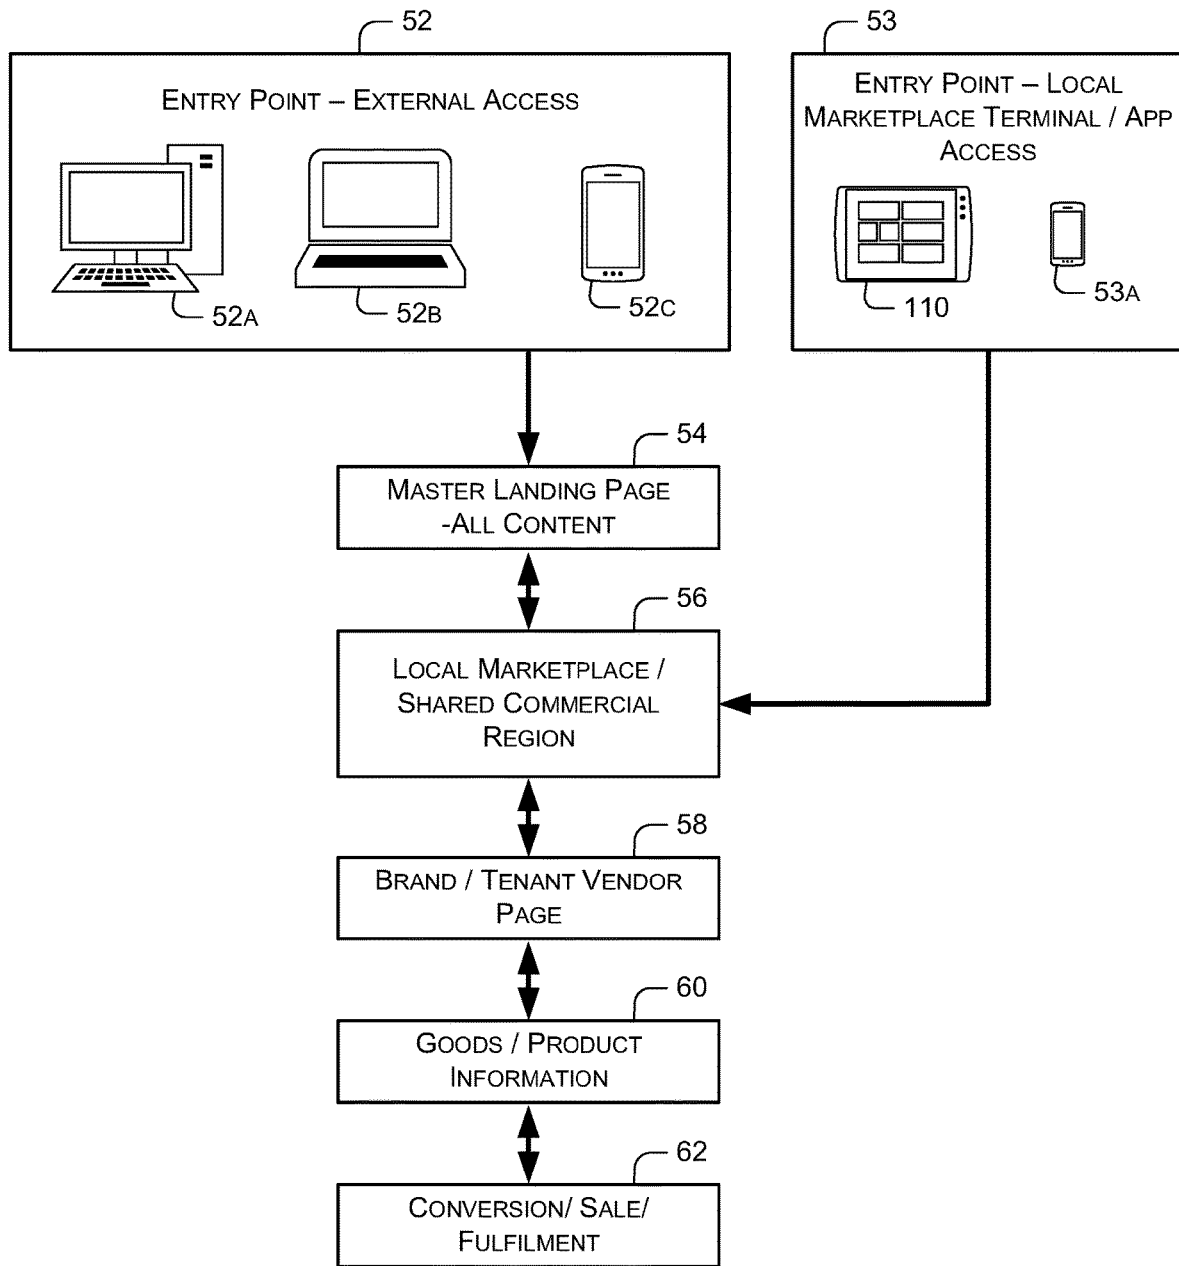 52
53
ENTRY POINT – EXTERNAL ACCESS
ENTRY POINT – LOCAL
MARKETPLACE TERMINAL / APP
ACCESS
52A
52B
52C
110
53A
54
MASTER LANDING PAGE
-ALL CONTENT
56
LOCAL MARKETPLACE /
SHARED COMMERCIAL
REGION
58
BRAND / TENANT VENDOR
PAGE
60
GOODS / PRODUCT
INFORMATION
62
CONVERSION/ SALE/
FULFILMENT